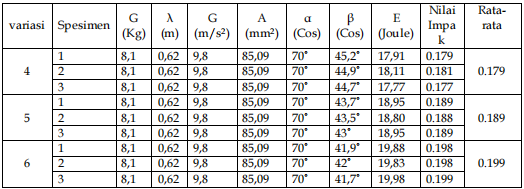 variasi Spesimen G (Kg) λ (m) G (m/s²) A (mm²) α (Cos) β (Cos) E (Joule) Nilai Impa k Rata-rata
4 1 8,1 0,62 9,8 85,09 70° 45,2° 17,91 0.179 0.179
2 8,1 0,62 9,8 85,09 70° 44,9° 18,11 0.181
3 8,1 0,62 9,8 85,09 70° 44,7° 17,77 0.177
5 1 8,1 0,62 9,8 85,09 70° 43,7° 18,95 0.189 0.189
2 8,1 0,62 9,8 85,09 70° 43,5° 18,80 0.188
3 8,1 0,62 9,8 85,09 70° 43° 18,95 0.189
6 1 8,1 0,62 9,8 85,09 70° 41,9° 19,88 0.198 0.199
2 8,1 0,62 9,8 85,09 70° 42° 19,83 0.198
3 8,1 0,62 9,8 85,09 70° 41,7° 19,98 0.199